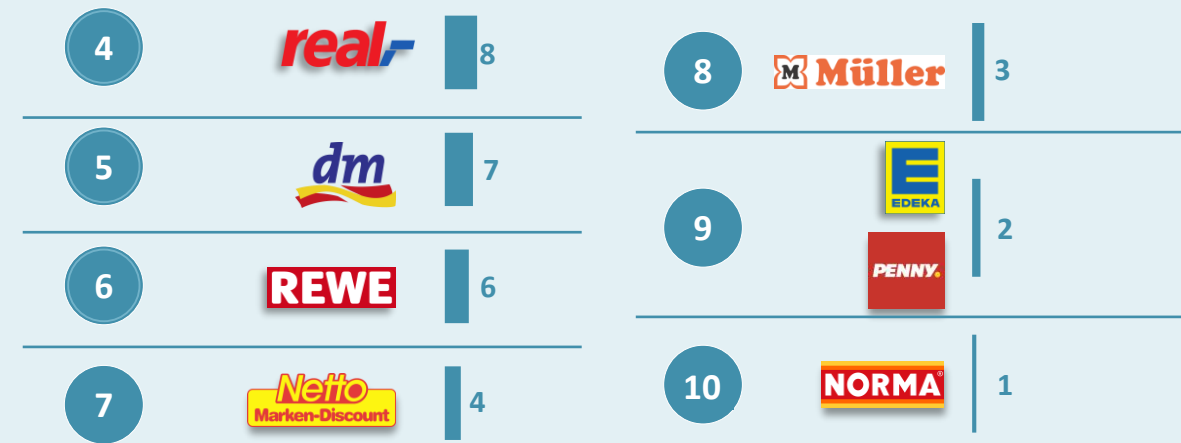 4
real,-
8
5
dm
7
6
REWE
6
7
Netto
Marken-Discount
4
8
M Müller
3
9
E
EDEKA
PENNY.
2
10
NORMA®
1